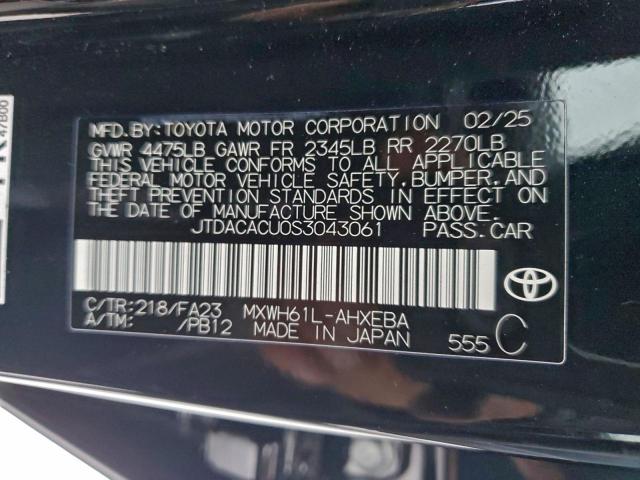 MFD.BY:TOYOTA MOTOR CORPORATION 02/25
GVWR 4475LB GAWR FR 2345LB RR 2270LB
THIS VEHICLE CONFORMS TO ALL APPLICABLE
FEDERAL MOTOR VEHICLE SAFETY,BUMPER,AND
THEFT PREVENTION STANDARDS IN EFFECT ON
THE DATE OF MANUFACTURE SHOWN ABOVE.
JTDACACU0S3043061 PASS.CAR
C/TR:218/FA23 MXWH61L-AHXEBA
A/TM: /PB12 MADE IN JAPAN 555 C
47B00